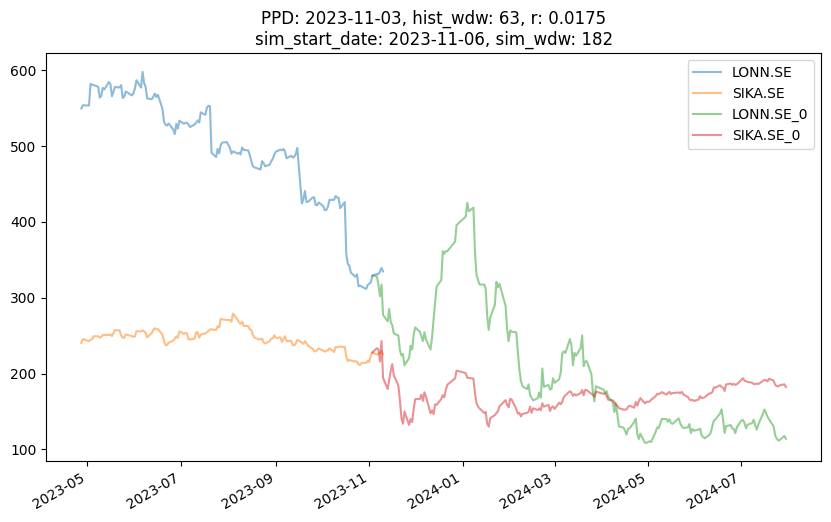 PPD: 2023-11-03, hist_wdw: 63, r: 0.0175
sim_start_date: 2023-11-06, sim_wdw: 182
LONN.SE
SIKA.SE
LONN.SE_0
SIKA.SE_0
600
500
400
300
200
100
2023-05
2023-07
2023-09
2023-11
2024-01
2024-03
2024-05
2024-07